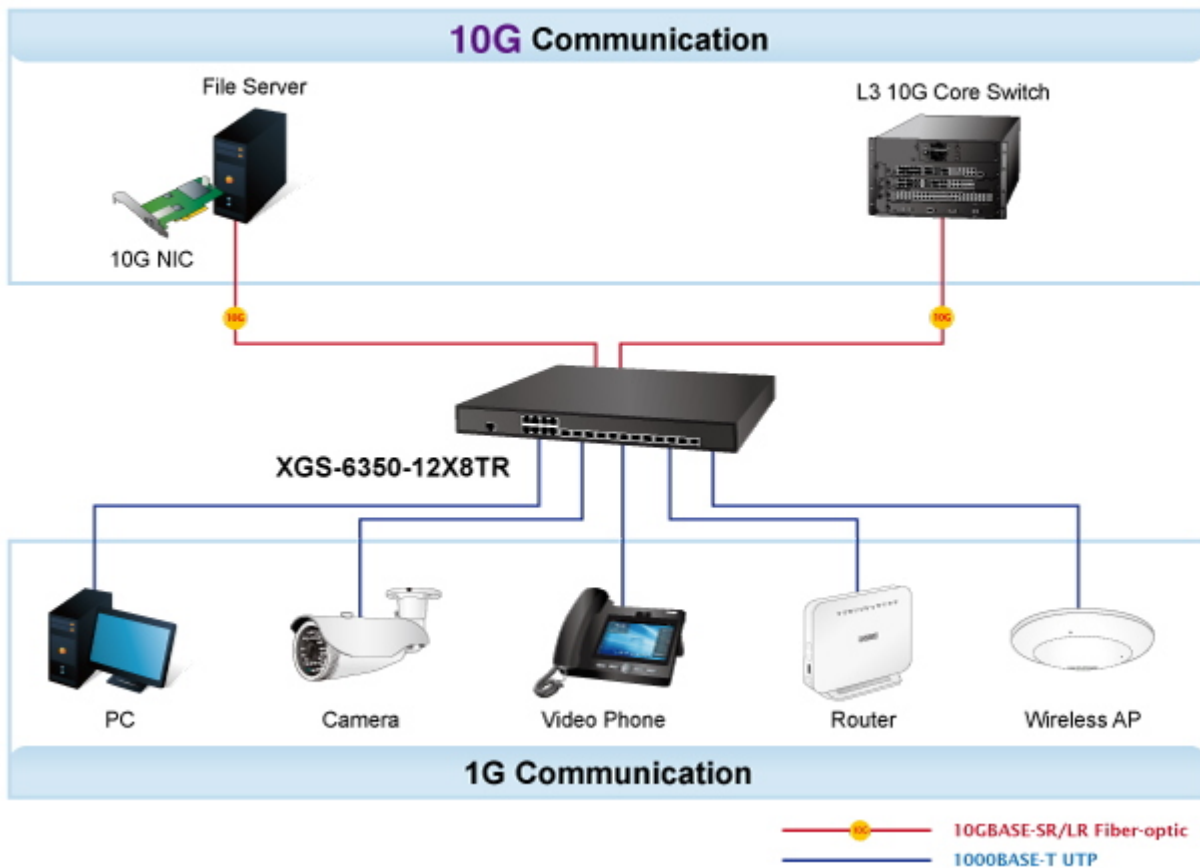 10G Communication
File Server
L3 10G Core Switch
10G NIC
10G
10G
XGS-6350-12X8TR
PC
Camera
Video Phone
Router
Wireless AP
1G Communication
10G 10GBASE-SR/LR Fiber-optic
1000BASE-T UTP